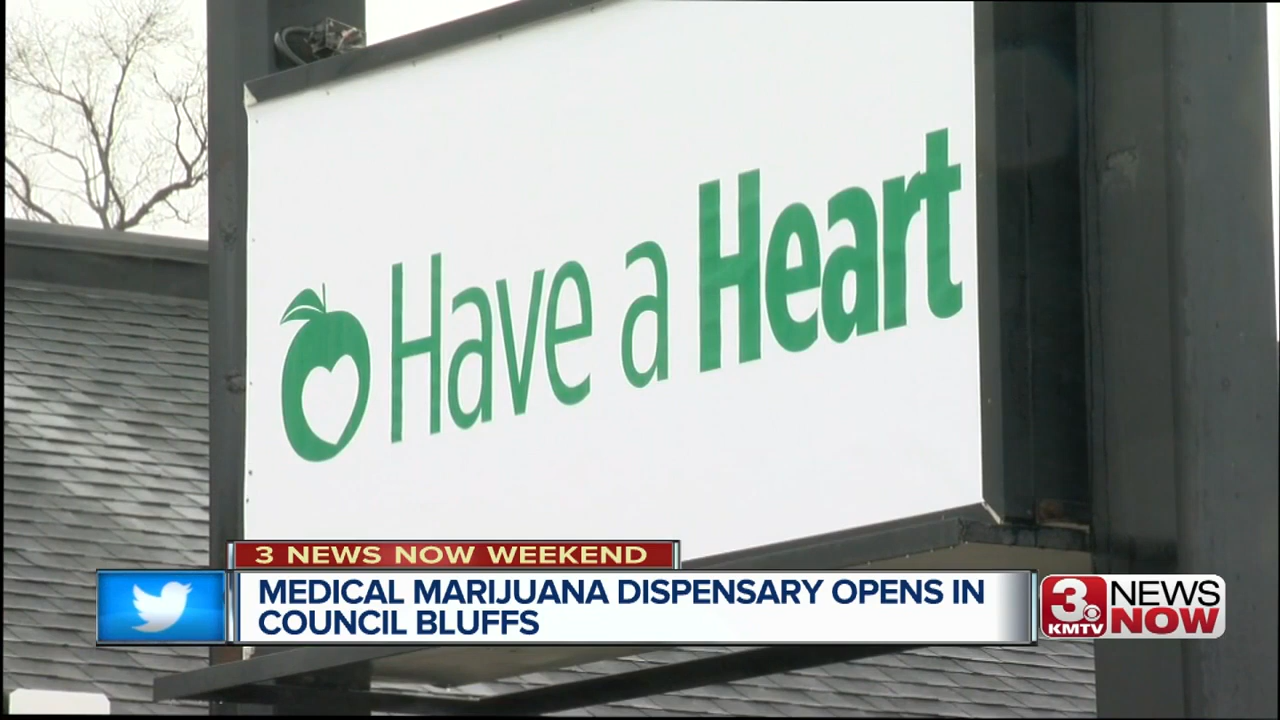 Have a Heart
3 NEWS NOW WEEKEND
MEDICAL MARIJUANA DISPENSARY OPENS IN
COUNCIL BLUFFS
3 NEWS
KMTV NOW